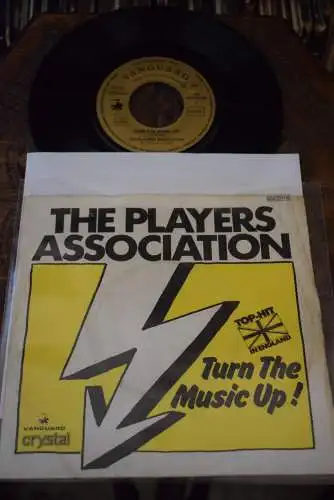 VANGUARD
THE PLAYERS
ASSOCIATION
TOP-HIT
IN ENGLAND
Turn The
Music Up!
VANGUARD
crystal